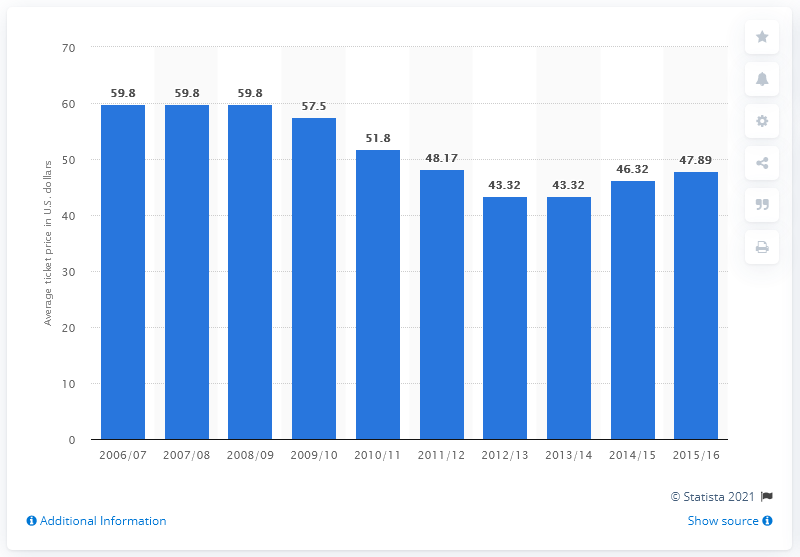 70
60
50
40
30
20
10
0
Average ticket price in U.S. dollars
59.8 59.8 59.8 57.5 51.8 48.17 43.32 43.32 46.32 47.89
2006/07 2007/08 2008/09 2009/10 2010/11 2011/12 2012/13 2013/14 2014/15 2015/16
© Statista 2021
Additional Information Show source